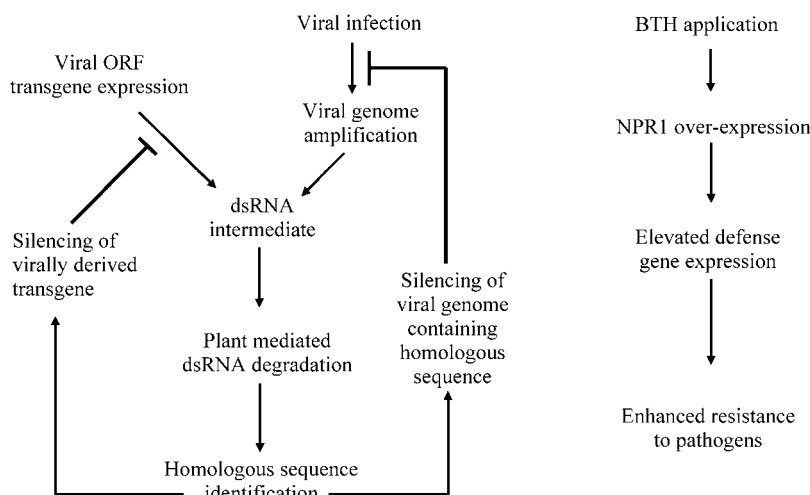 Viral infection
Viral ORF
transgene expression
Viral genome
amplification
dsRNA
intermediate
Silencing of
virally derived
transgene
Plant mediated
dsRNA degradation
Silencing of
viral genome
containing
homologous
sequence
Homologous sequence
identification
BTH application
NPR1 over-expression
Elevated defense
gene expression
Enhanced resistance
to pathogens